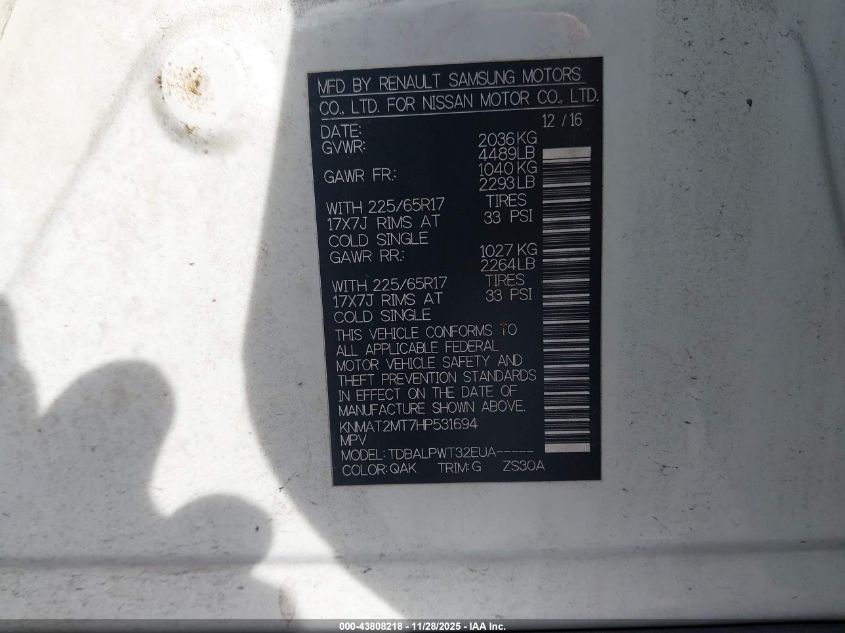 MFD BY RENAULT SAMSUNG MOTORS
CO., LTD. FOR NISSAN MOTOR CO., LTD.
DATE: 12 / 16
GVWR: 2036 KG
4489LB
GAWR FR.: 1040 KG
2293 LB
WITH 225/65R17 TIRES
17X7J RIMS AT 33 PSI
COLD SINGLE
GAWR RR.: 1027 KG
2264LB
WITH 225/65R17 TIRES
17X7J RIMS AT 33 PSI
COLD SINGLE
THIS VEHICLE CONFORMS TO
ALL APPLICABLE FEDERAL
MOTOR VEHICLE SAFETY AND
THEFT PREVENTION STANDARDS
IN EFFECT ON THE DATE OF
MANUFACTURE SHOWN ABOVE.
KNMAT2MT7HP531694
MPV
MODEL: TDBALPWT32EUA-----
COLOR: QAK TRIM: G ZS30A
000-43808218 - 11/28/2025 - IAA Inc.